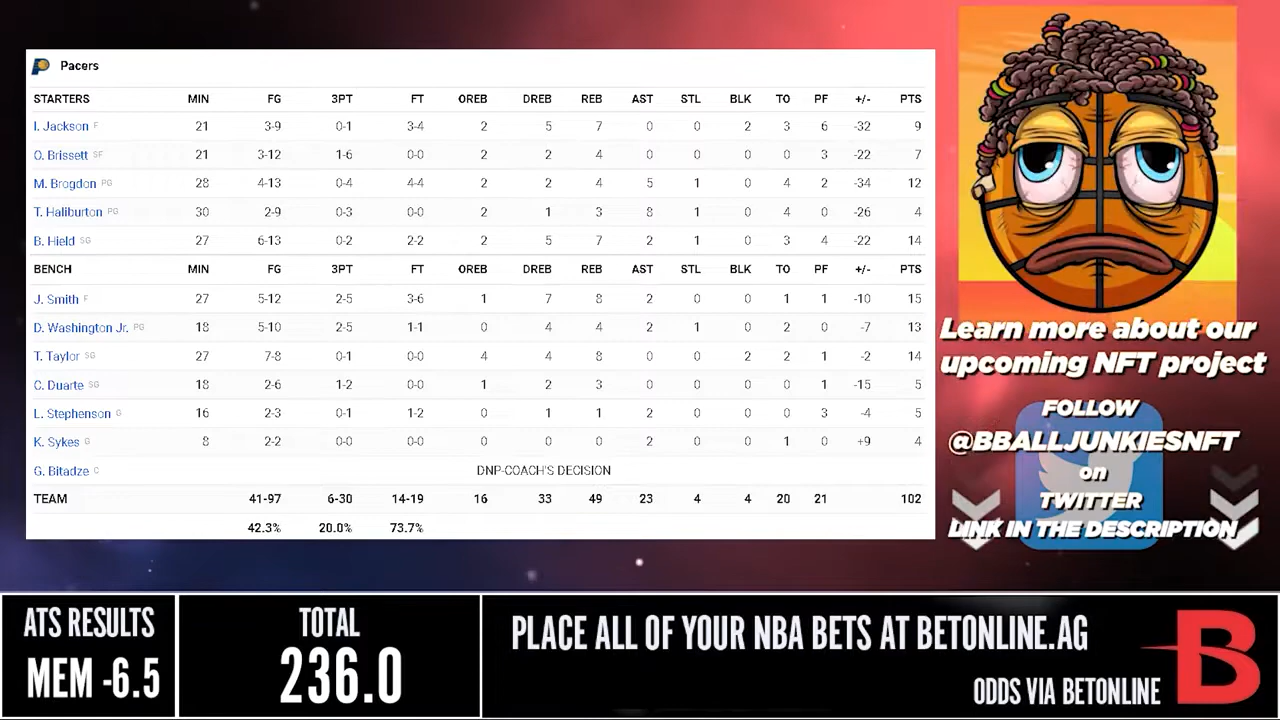 Pacers
STARTERS MIN FG 3PT FT OREB DREB REB AST STL BLK TO PF +/- PTS
I. Jackson F 21 3-9 0-1 3-4 2 5 7 0 0 2 3 6 -32 9
O. Brissett SF 21 3-12 1-6 0-0 2 2 4 0 0 0 0 3 -22 7
M. Brogdon PG 28 4-13 0-4 4-4 2 2 4 5 1 0 4 2 -34 12
T. Haliburton PG 30 2-9 0-3 0-0 2 1 3 8 1 0 4 0 -26 4
B. Hield SG 27 6-13 0-2 2-2 2 5 7 2 1 0 3 4 -22 14
BENCH MIN FG 3PT FT OREB DREB REB AST STL BLK TO PF +/- PTS
J. Smith F 27 5-12 2-5 3-6 1 7 8 2 0 0 1 1 -10 15
D. Washington Jr. PG 18 5-10 2-5 1-1 0 4 4 2 1 0 2 0 -7 13
T. Taylor SG 27 7-8 0-1 0-0 4 4 8 0 0 2 2 1 -2 14
C. Duarte SG 18 2-6 1-2 0-0 1 2 3 0 0 0 0 1 -15 5
L. Stephenson G 16 2-3 0-1 1-2 0 1 1 2 0 0 0 3 -4 5
K. Sykes G 8 2-2 0-0 0-0 0 0 0 2 0 0 1 0 +9 4
G. Bitadze C DNP-COACH'S DECISION
TEAM 41-97 6-30 14-19 16 33 49 23 4 4 20 21 102
42.3% 20.0% 73.7%
Learn more about our
upcoming NFT project
FOLLOW
@BBALLJUNKIESNFT
on
TWITTER
LINK IN THE DESCRIPTION
ATS RESULTS
MEM -6.5
TOTAL
236.0
PLACE ALL OF YOUR NBA BETS AT BETONLINE.AG
ODDS VIA BETONLINE
B